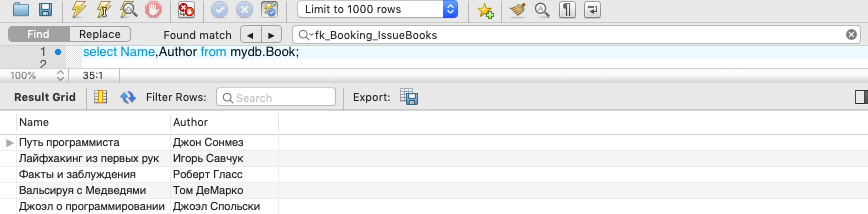 Limit to 1000 rows
Find Replace Found match fk_Booking_IssueBooks
1 select Name,Author from mydb.Book;
2
100% 35:1
Result Grid Filter Rows: Search Export:
Name Author
Путь программиста Джон Сонмез
Лайфхакинг из первых рук Игорь Савчук
Факты и заблуждения Роберт Гласс
Вальсируя с Медведями Том ДеМарко
Джоэл о программировании Джоэл Спольски